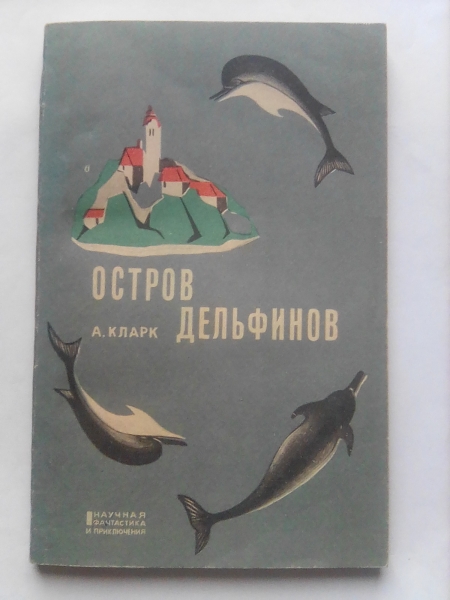 ОСТРОВ
А. КЛАРК ДЕЛЬФИНОВ
НАУЧНАЯ
ФАНТАСТИКА
И ПРИКЛЮЧЕНИЯ